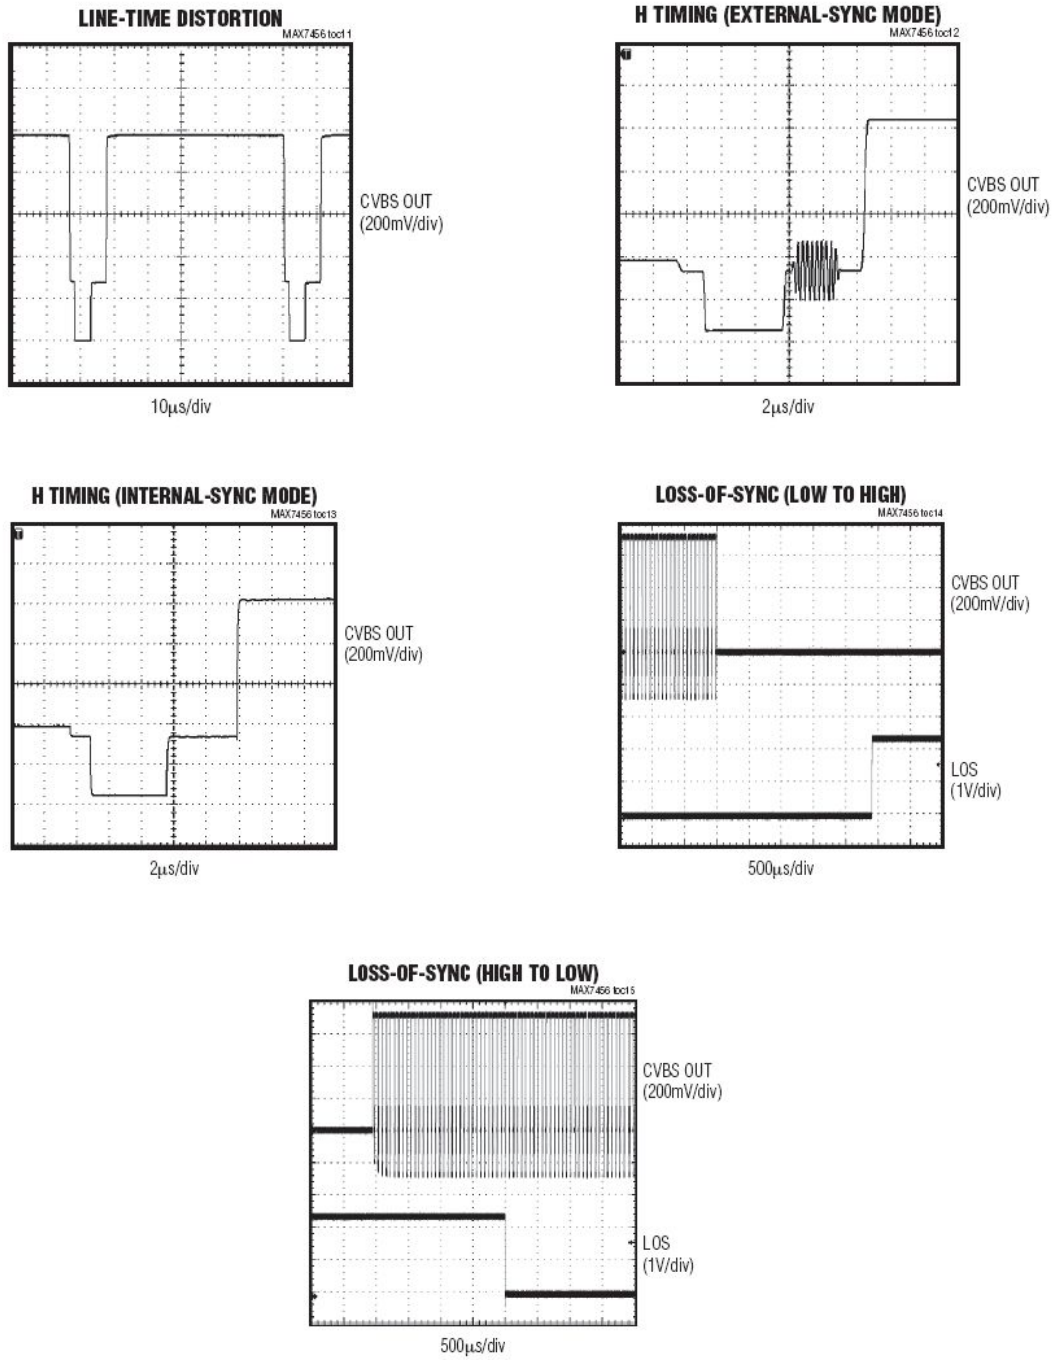 LINE-TIME DISTORTION
MAX7456 toc11
CVBS OUT
(200mV/div)
10μs/div
H TIMING (EXTERNAL-SYNC MODE)
MAX7456 toc12
CVBS OUT
(200mV/div)
2μs/div
H TIMING (INTERNAL-SYNC MODE)
MAX7456 toc13
CVBS OUT
(200mV/div)
2μs/div
LOSS-OF-SYNC (LOW TO HIGH)
MAX7456 toc14
CVBS OUT
(200mV/div)
LOS
(1V/div)
500μs/div
LOSS-OF-SYNC (HIGH TO LOW)
MAX7456 toc15
CVBS OUT
(200mV/div)
LOS
(1V/div)
500μs/div